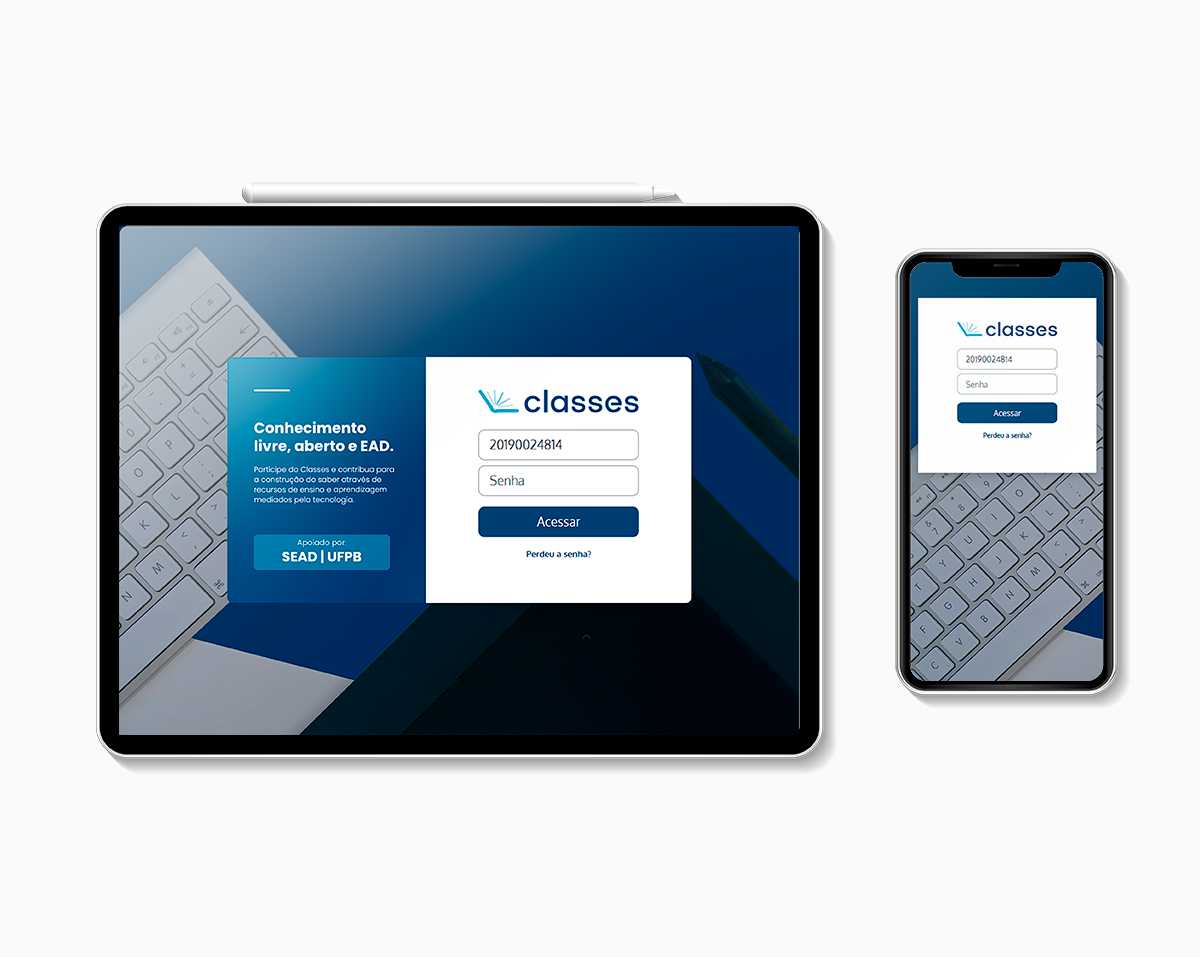 Conhecimento
livre, aberto e EAD.
Participe do Classes e contribua para
a construção do saber através de
recursos de ensino e aprendizagem
mediados pela tecnologia.
Apoiado por:
SEAD | UFPB
classes
20190024814
Senha
Acessar
Perdeu a senha?
classes
20190024814
Senha
Acessar
Perdeu a senha?